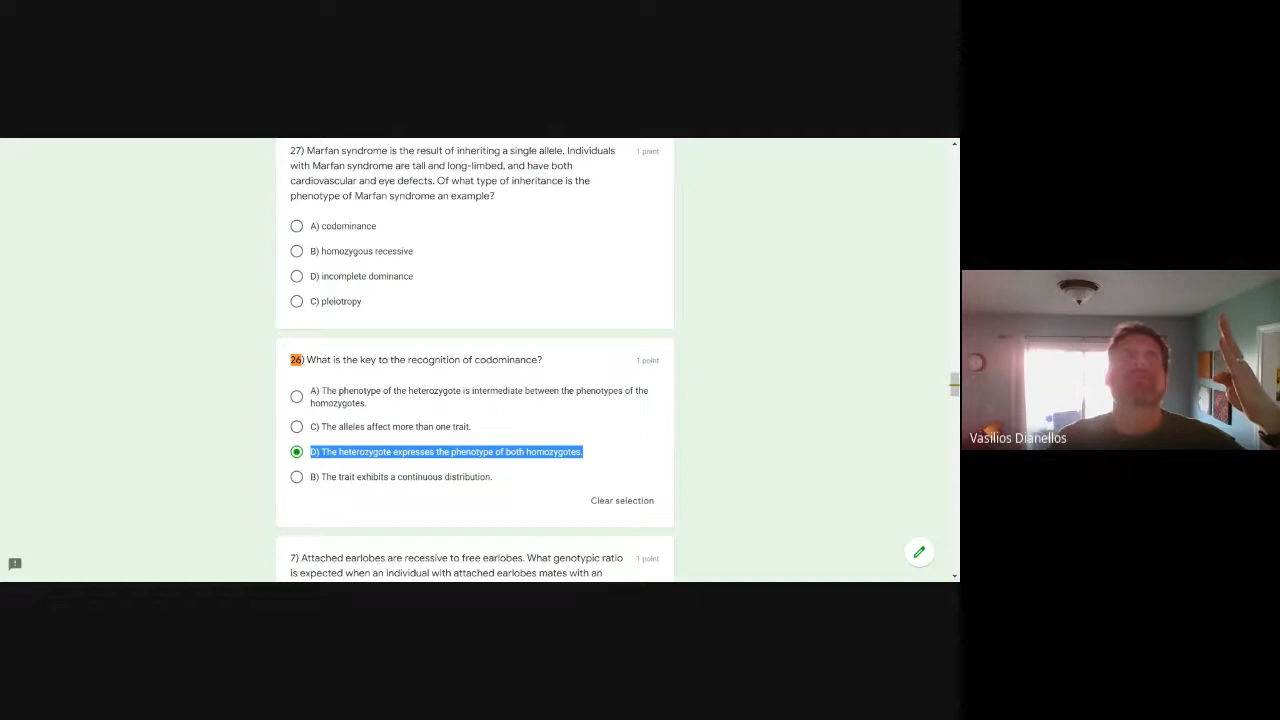 27) Marfan syndrome is the result of inheriting a single allele. Individuals
1 point
with Marfan syndrome are tall and long-limbed, and have both
cardiovascular and eye defects. Of what type of inheritance is the
phenotype of Marfan syndrome an example?
A) codominance
B) homozygous recessive
D) incomplete dominance
C) pleiotropy
26) What is the key to the recognition of codominance?
1 point
A) The phenotype of the heterozygote is intermediate between the phenotypes of the
homozygotes.
C) The alleles affect more than one trait.
D) The heterozygote expresses the phenotype of both homozygotes.
B) The trait exhibits a continuous distribution.
Clear selection
7) Attached earlobes are recessive to free earlobes. What genotypic ratio
1 point
is expected when an individual with attached earlobes mates with an
Vasilios Dianellos